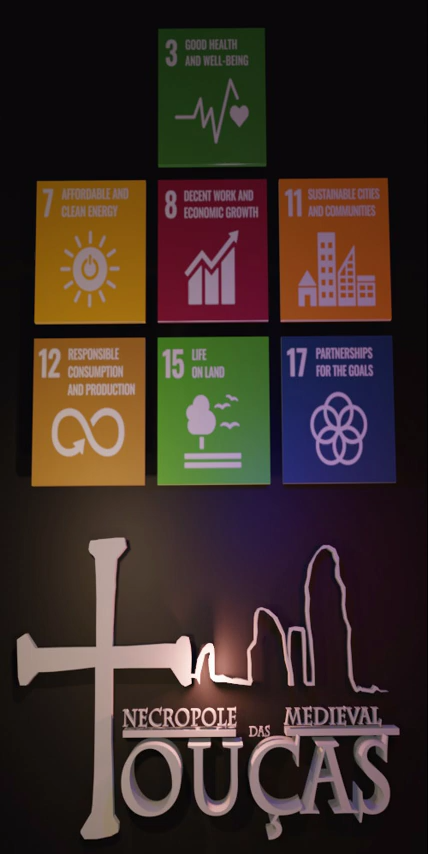 3 GOOD HEALTH
AND WELL-BEING
7 AFFORDABLE AND
CLEAN ENERGY
8 DECENT WORK AND
ECONOMIC GROWTH
11 SUSTAINABLE CITIES
AND COMMUNITIES
12 RESPONSIBLE
CONSUMPTION
AND PRODUCTION
15 LIFE
ON LAND
17 PARTNERSHIPS
FOR THE GOALS
NECROPOLE DAS MEDIEVAL
TOUÇAS